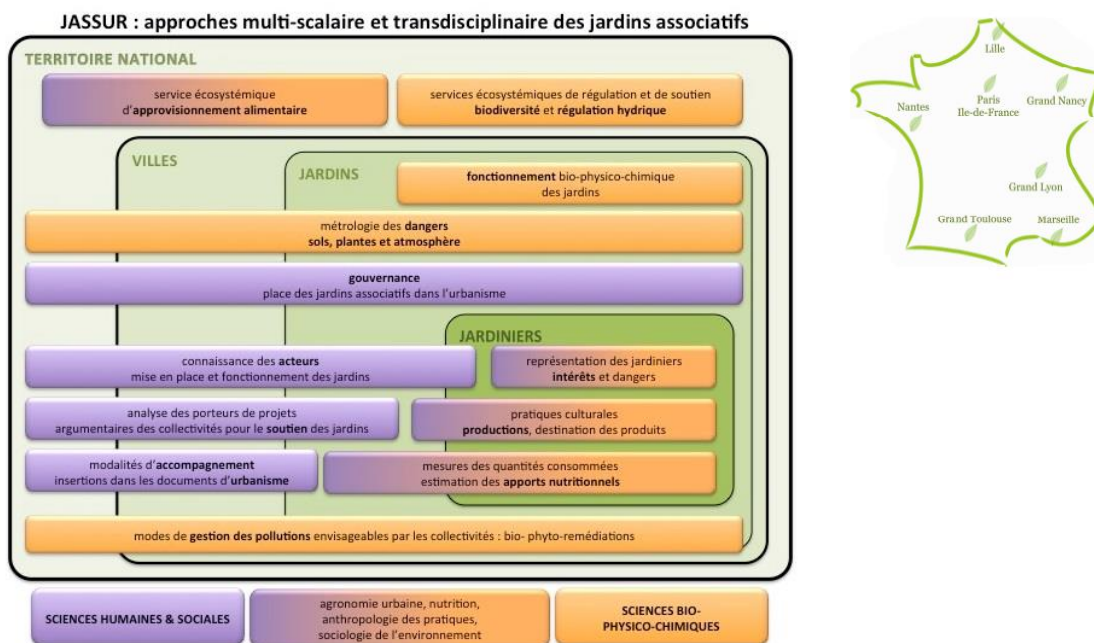 JASSUR : approches multi-scalaire et transdisciplinaire des jardins associatifs
TERRITOIRE NATIONAL
service écosystémique
d'approvisionnement alimentaire
services écosystémiques de régulation et de soutien
biodiversité et régulation hydrique
VILLES
JARDINS
fonctionnement bio-physico-chimique
des jardins
métrologie des dangers
sols, plantes et atmosphère
gouvernance
place des jardins associatifs dans l'urbanisme
JARDINIERS
connaissance des acteurs
mise en place et fonctionnement des jardins
représentation des jardiniers
intérêts et dangers
analyse des porteurs de projets
argumentaires des collectivités pour le soutien des jardins
pratiques culturales
productions, destination des produits
modalités d'accompagnement
insertions dans les documents d'urbanisme
mesures des quantités consommées
estimation des apports nutritionnels
modes de gestion des pollutions envisageables par les collectivités : bio- phyto-remédiations
SCIENCES HUMAINES & SOCIALES
agronomie urbaine, nutrition,
anthropologie des pratiques,
sociologie de l'environnement
SCIENCES BIO-
PHYSICO-CHIMIQUES
Lille
Nantes
Paris
Ile-de-France
Grand Nancy
Grand Lyon
Grand Toulouse
Marseille